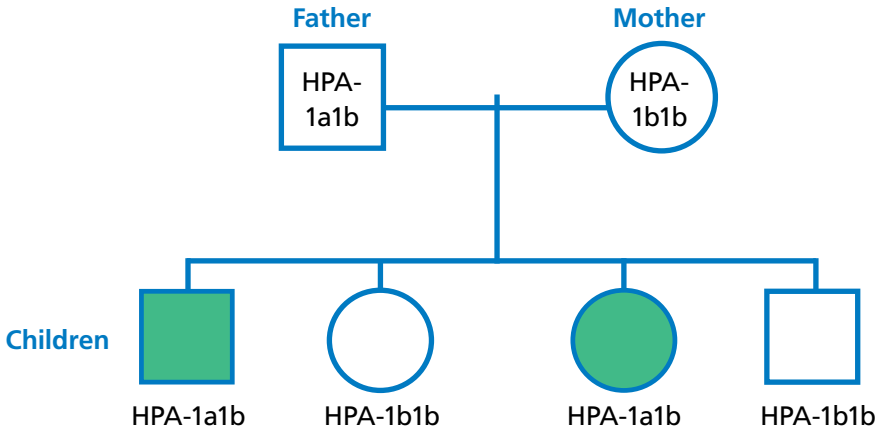 Father
Mother
HPA-
1a1b
HPA-
1b1b
Children
HPA-1a1b
HPA-1b1b
HPA-1a1b
HPA-1b1b